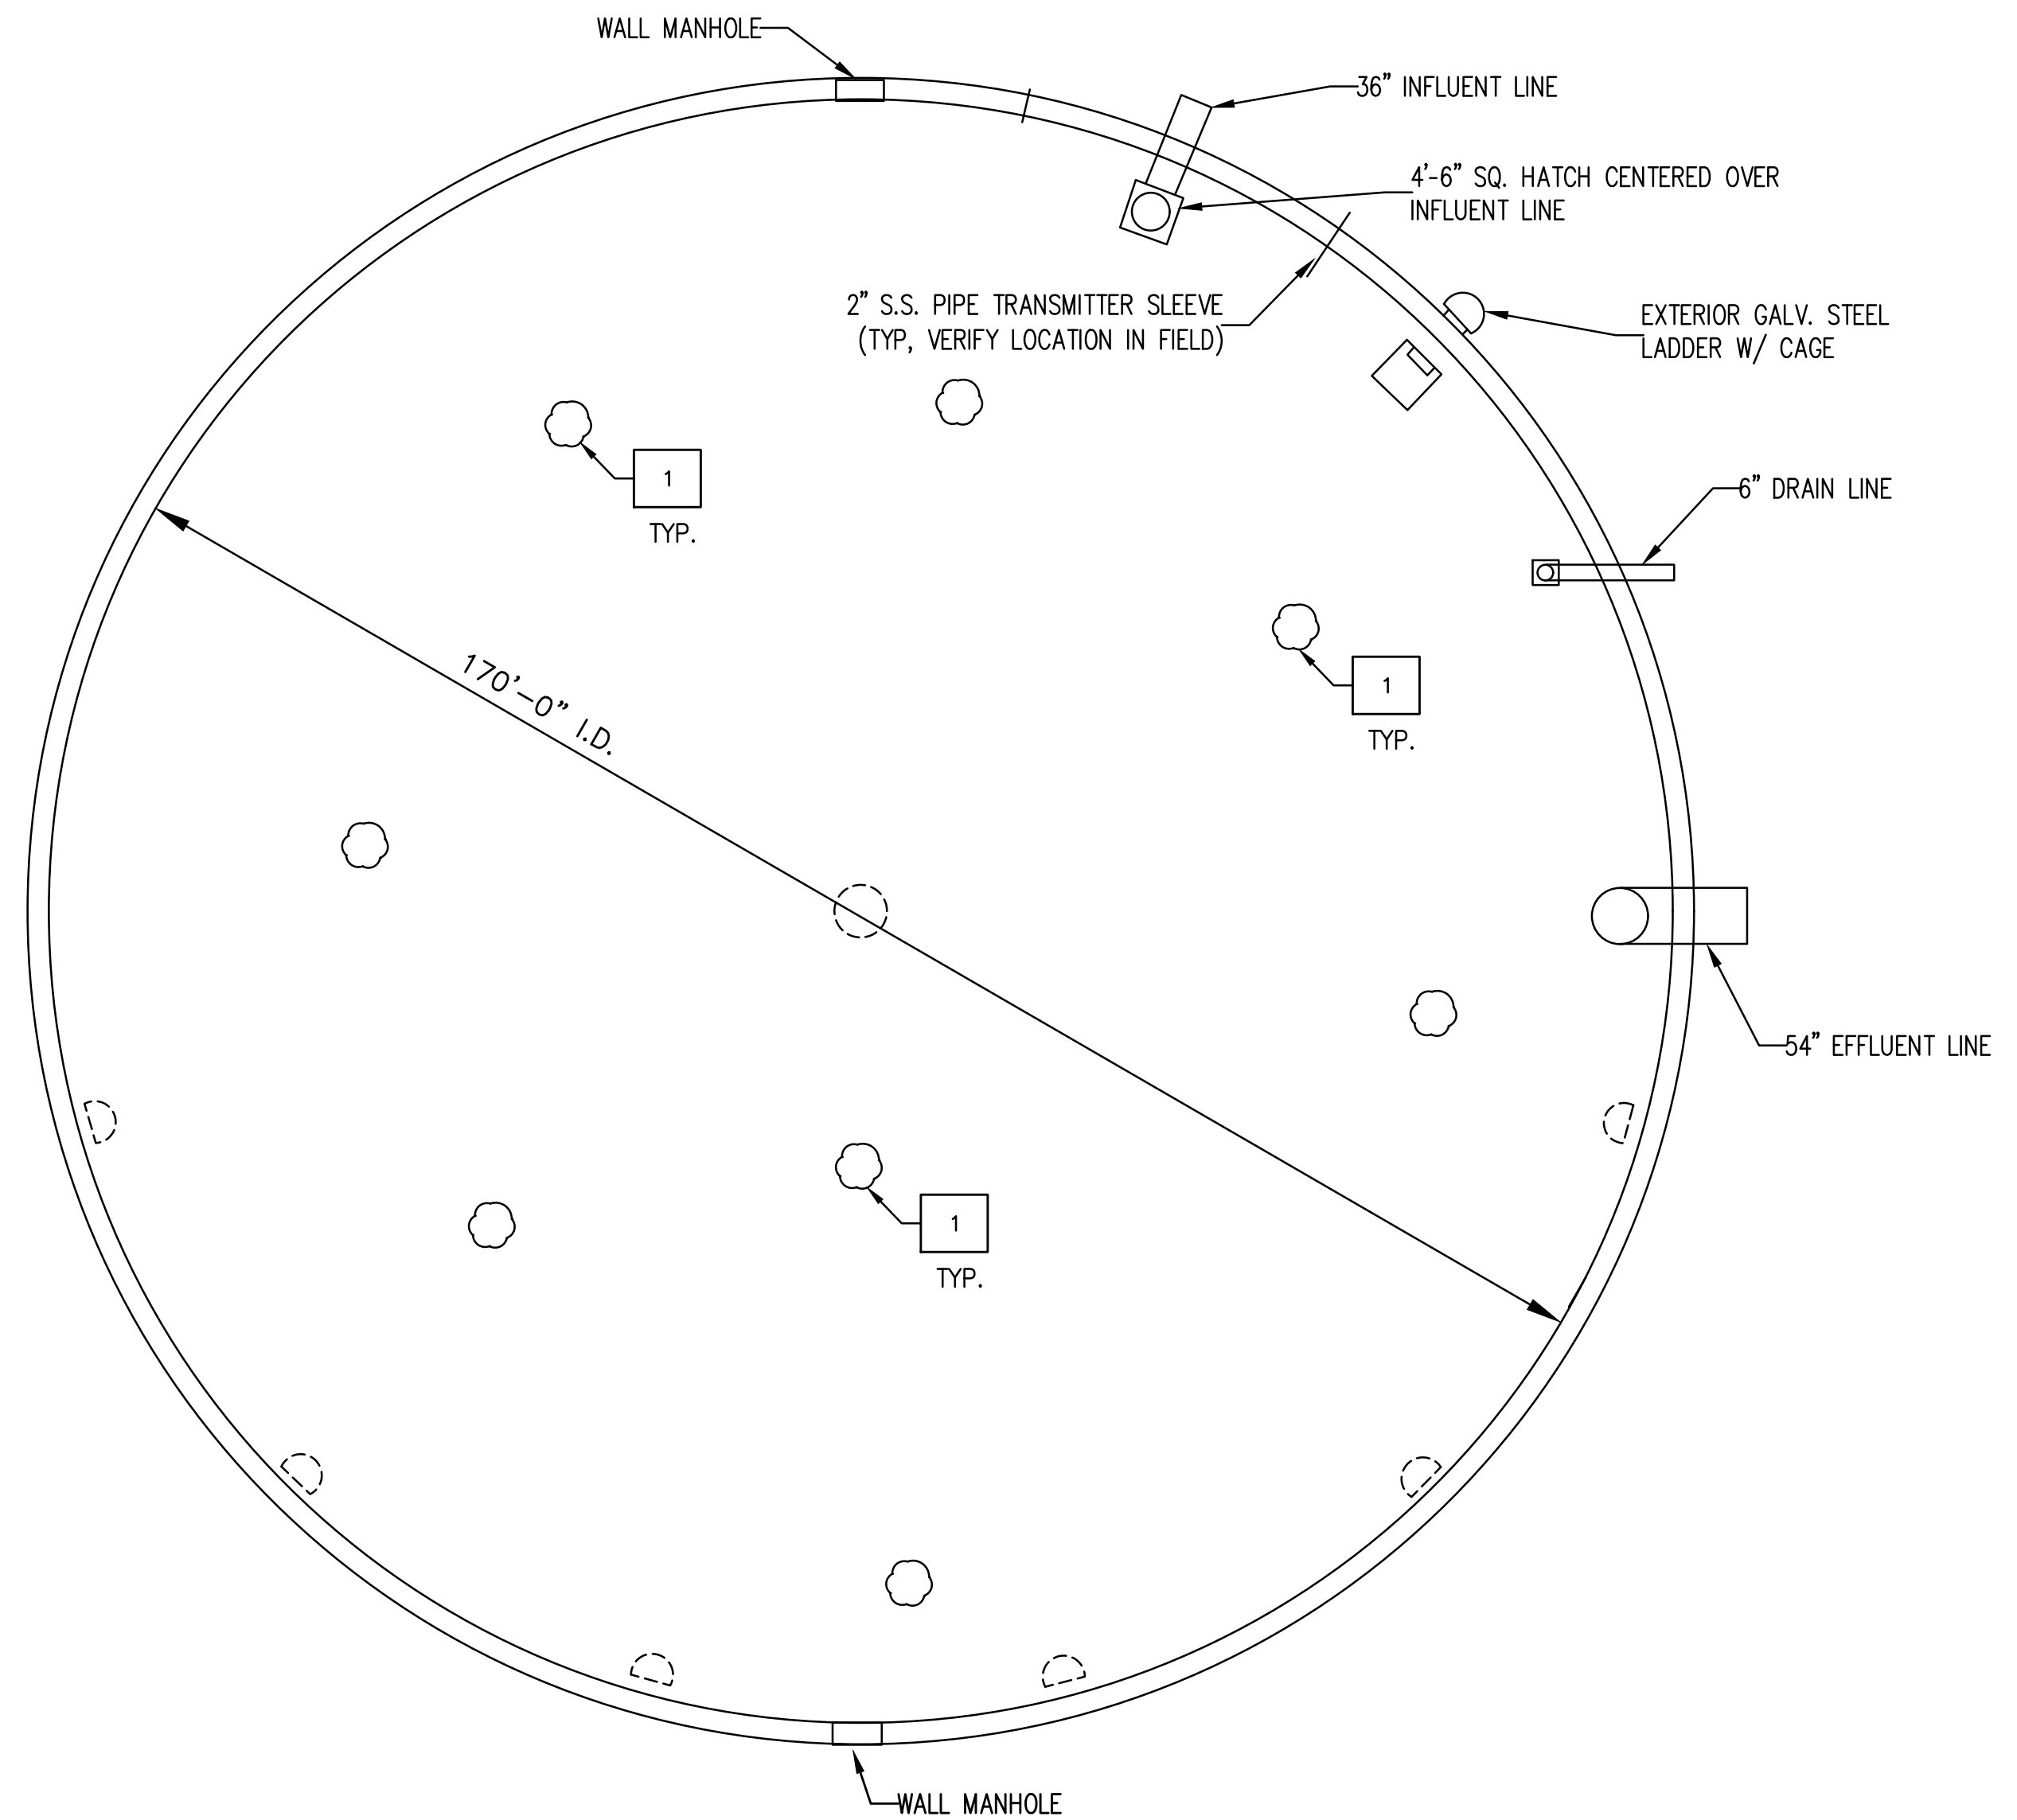 WALL MANHOLE
36" INFLUENT LINE
4'-6" SQ. HATCH CENTERED OVER
INFLUENT LINE
2" S.S. PIPE TRANSMITTER SLEEVE
(TYP, VERIFY LOCATION IN FIELD)
EXTERIOR GALV. STEEL
LADDER W/ CAGE
1
TYP.
6" DRAIN LINE
170'-0" I.D.
1
TYP.
54" EFFLUENT LINE
1
TYP.
WALL MANHOLE